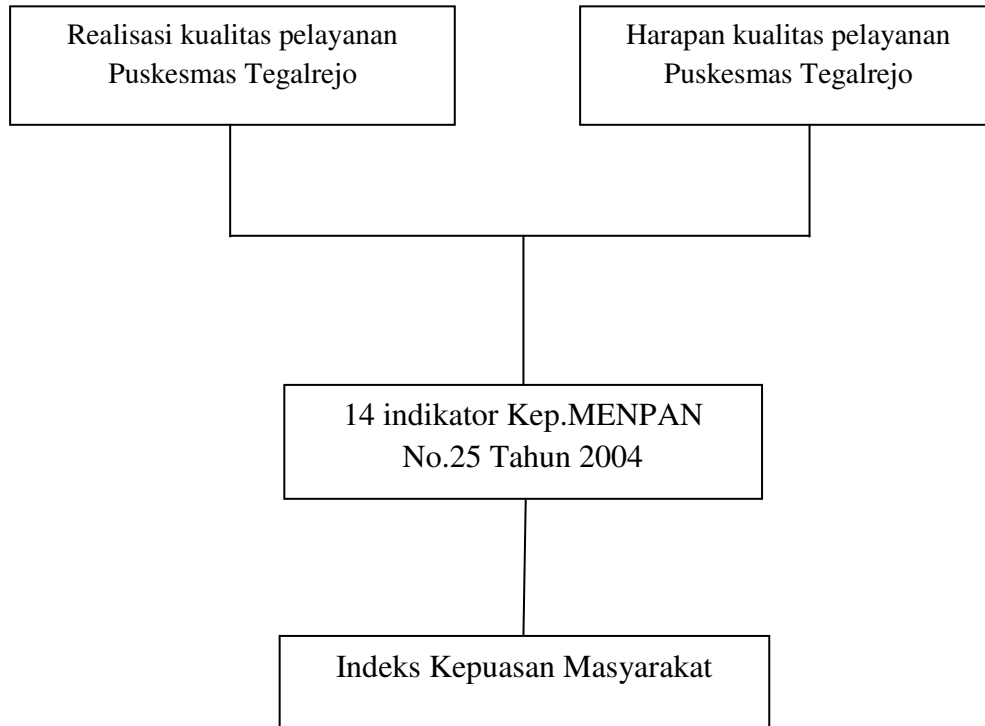 Realisasi kualitas pelayanan
Puskesmas Tegalrejo
Harapan kualitas pelayanan
Puskesmas Tegalrejo
14 indikator Kep.MENPAN
No.25 Tahun 2004
Indeks Kepuasan Masyarakat